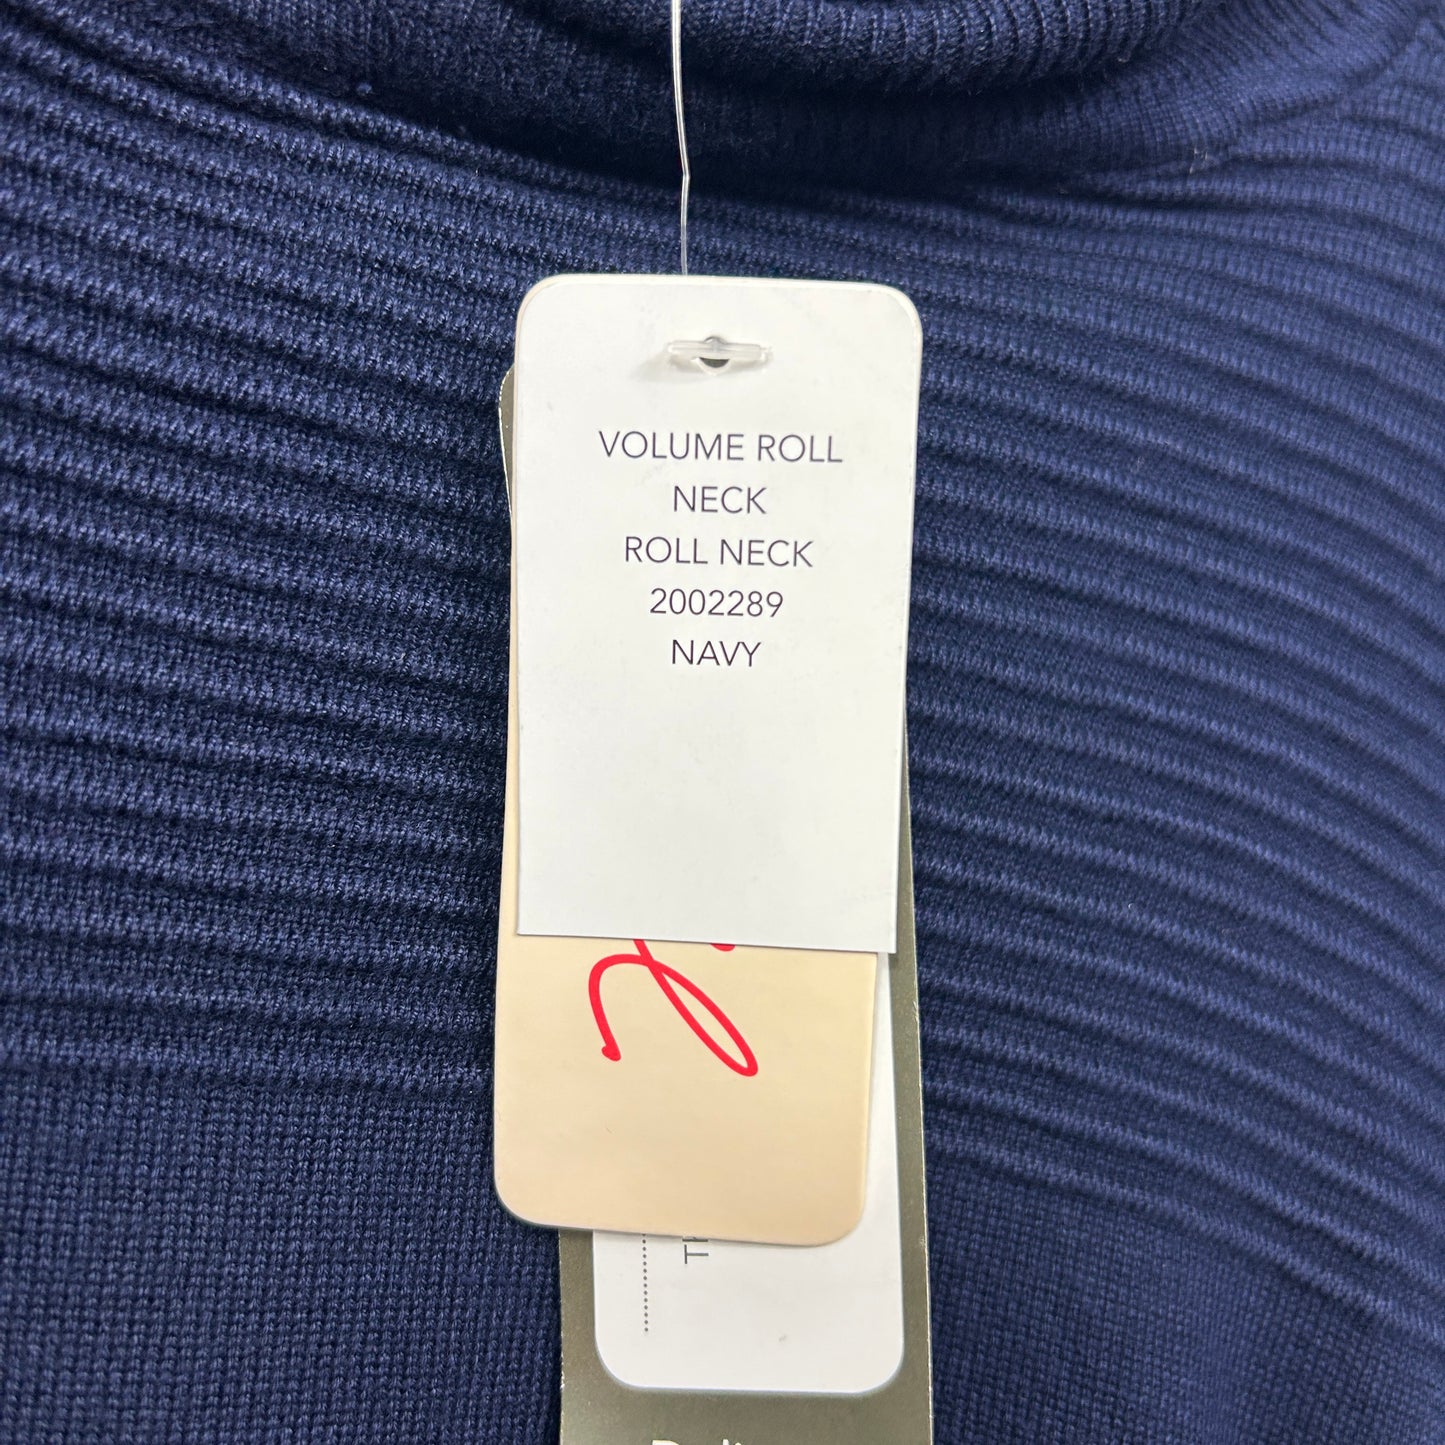 VOLUME ROLL
NECK
ROLL NECK
2002289
NAVY